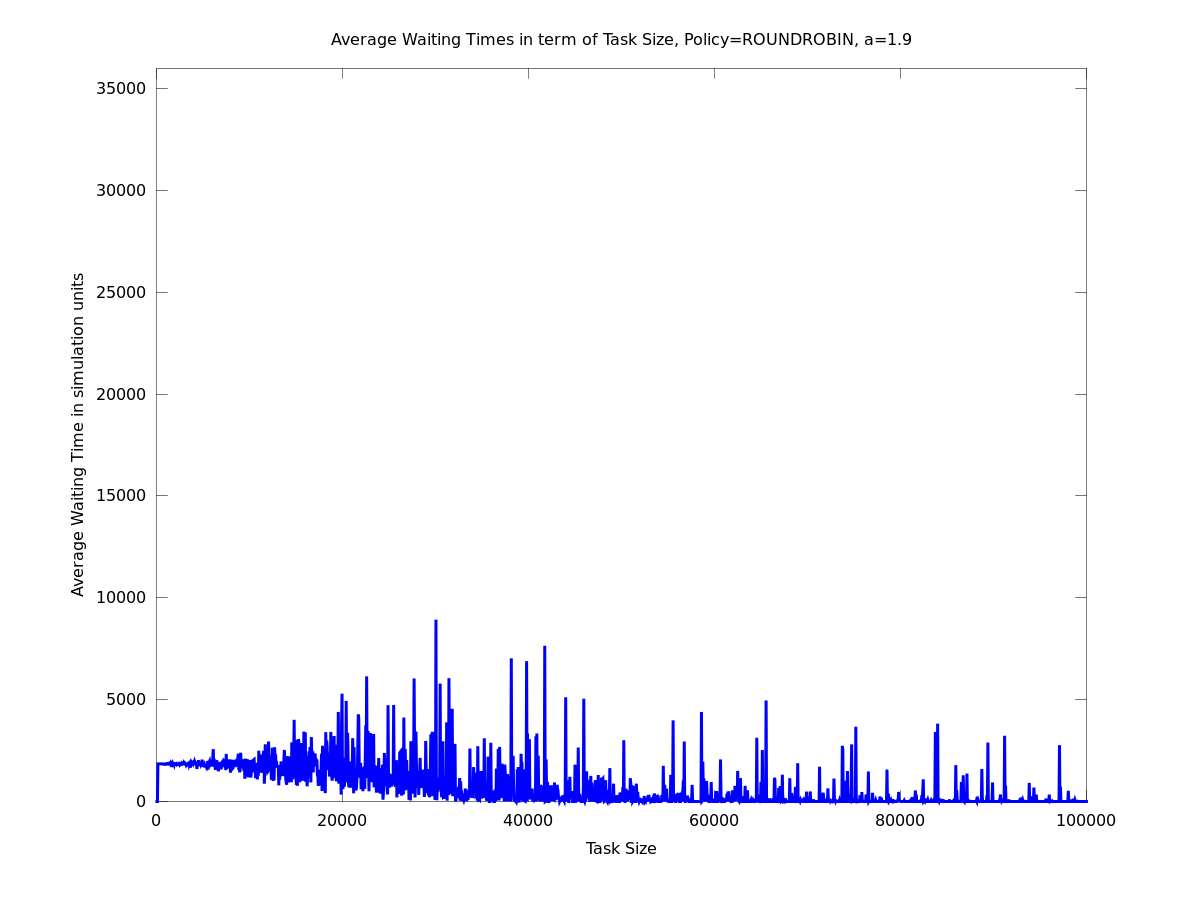 Average Waiting Times in term of Task Size, Policy=ROUNDROBIN, a=1.9
35000
30000
25000
20000
15000
10000
5000
0
Average Waiting Time in simulation units
0 20000 40000 60000 80000 100000
Task Size